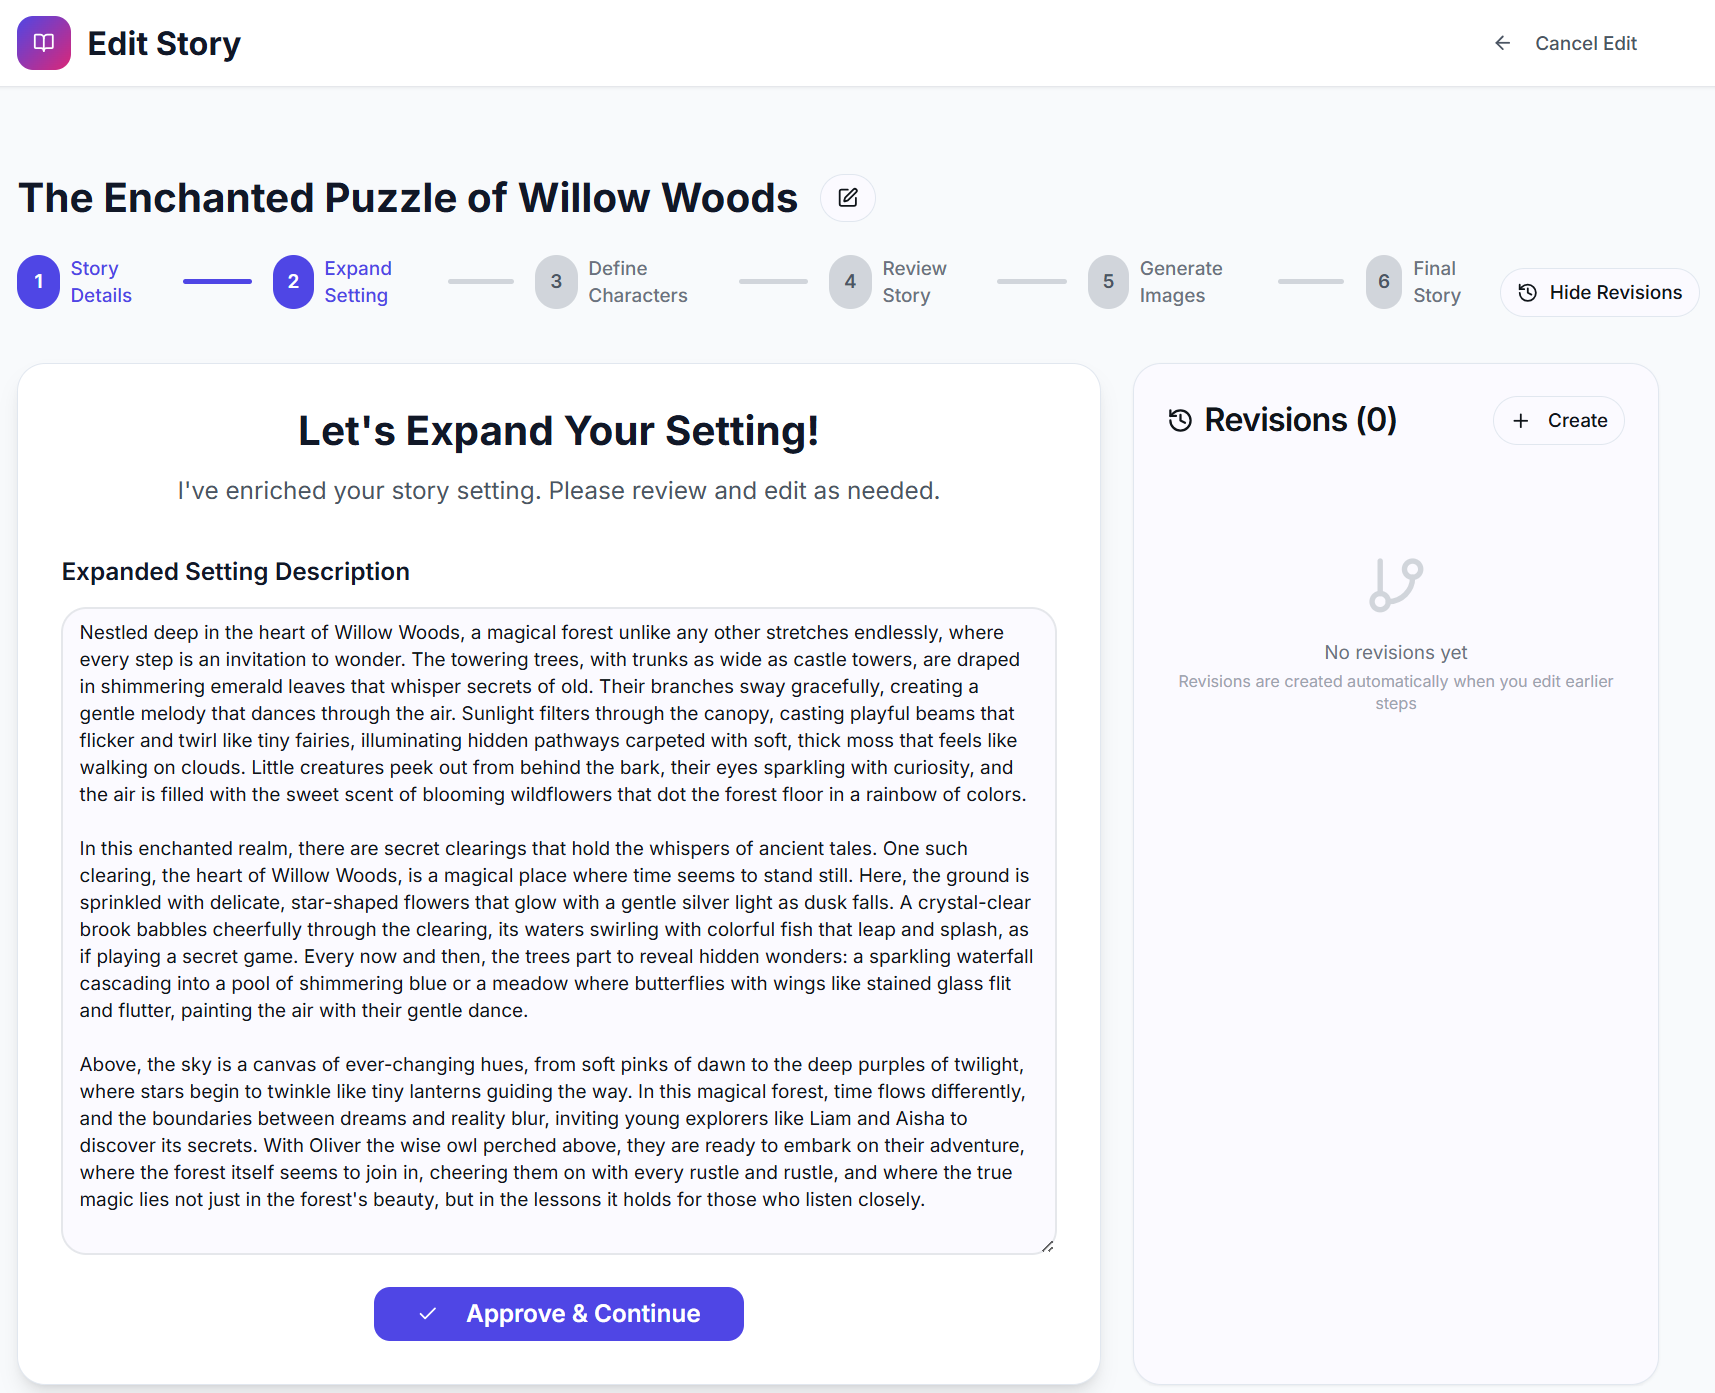 Edit Story
Cancel Edit
The Enchanted Puzzle of Willow Woods
1
Story
Details
2
Expand
Setting
3
Define
Characters
4
Review
Story
5
Generate
Images
6
Final
Story
Hide Revisions
Let's Expand Your Setting!
I've enriched your story setting. Please review and edit as needed.
Expanded Setting Description
Nestled deep in the heart of Willow Woods, a magical forest unlike any other stretches endlessly, where
every step is an invitation to wonder. The towering trees, with trunks as wide as castle towers, are draped
in shimmering emerald leaves that whisper secrets of old. Their branches sway gracefully, creating a
gentle melody that dances through the air. Sunlight filters through the canopy, casting playful beams that
flicker and twirl like tiny fairies, illuminating hidden pathways carpeted with soft, thick moss that feels like
walking on clouds. Little creatures peek out from behind the bark, their eyes sparkling with curiosity, and
the air is filled with the sweet scent of blooming wildflowers that dot the forest floor in a rainbow of colors.
In this enchanted realm, there are secret clearings that hold the whispers of ancient tales. One such
clearing, the heart of Willow Woods, is a magical place where time seems to stand still. Here, the ground is
sprinkled with delicate, star-shaped flowers that glow with a gentle silver light as dusk falls. A crystal-clear
brook babbles cheerfully through the clearing, its waters swirling with colorful fish that leap and splash, as
if playing a secret game. Every now and then, the trees part to reveal hidden wonders: a sparkling waterfall
cascading into a pool of shimmering blue or a meadow where butterflies with wings like stained glass flit
and flutter, painting the air with their gentle dance.
Above, the sky is a canvas of ever-changing hues, from soft pinks of dawn to the deep purples of twilight,
where stars begin to twinkle like tiny lanterns guiding the way. In this magical forest, time flows differently,
and the boundaries between dreams and reality blur, inviting young explorers like Liam and Aisha to
discover its secrets. With Oliver the wise owl perched above, they are ready to embark on their adventure,
where the forest itself seems to join in, cheering them on with every rustle and rustle, and where the true
magic lies not just in the forest's beauty, but in the lessons it holds for those who listen closely.
Approve & Continue
Revisions (0)
Create
No revisions yet
Revisions are created automatically when you edit earlier
steps